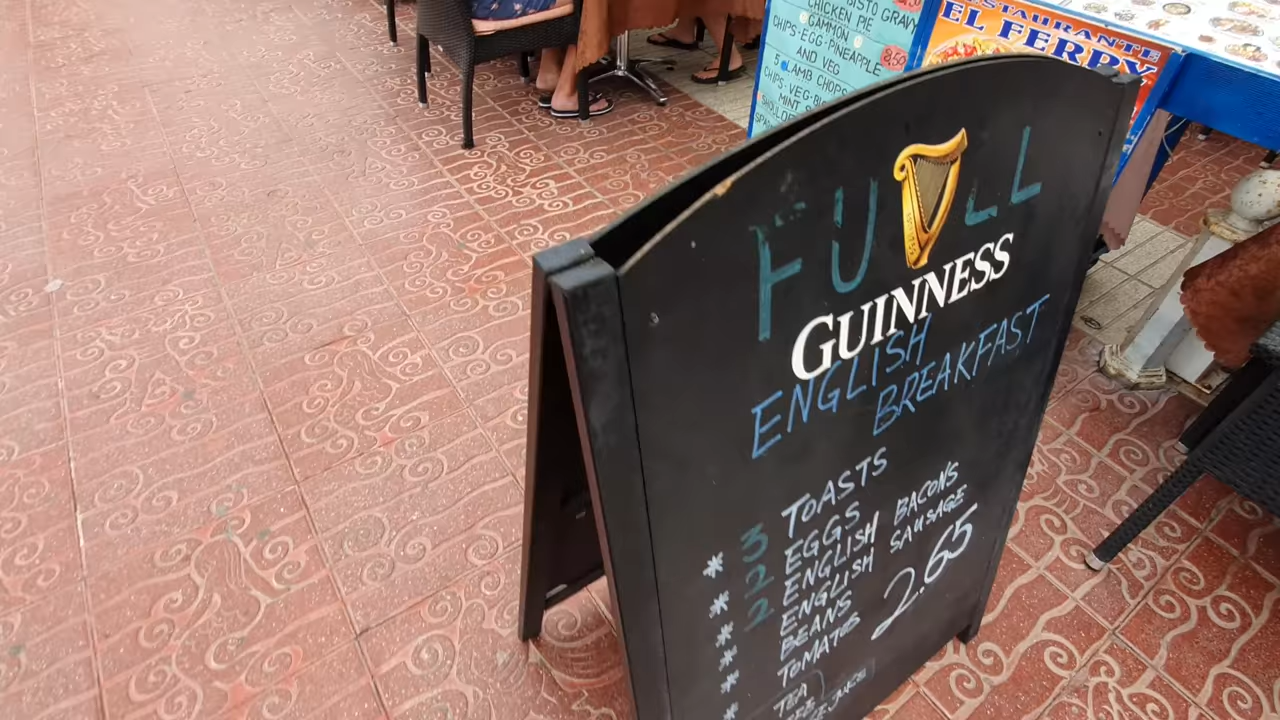 BISTO GRAVY
CHICKEN PIE
GAMMON
CHIPS·EGG·PINEAPPLE
AND VEG
8,50
5 LAMB CHOPS
CHIPS·VEG·
MINT
RESTAURANTE
EL FERRY
FULL
GUINNESS
ENGLISH
BREAKFAST
* 3 TOASTS
* 2 EGGS
* 2 ENGLISH BACONS
* ENGLISH SAUSAGE
* BEANS
* TOMATOS
2.65
TEA
JUICE